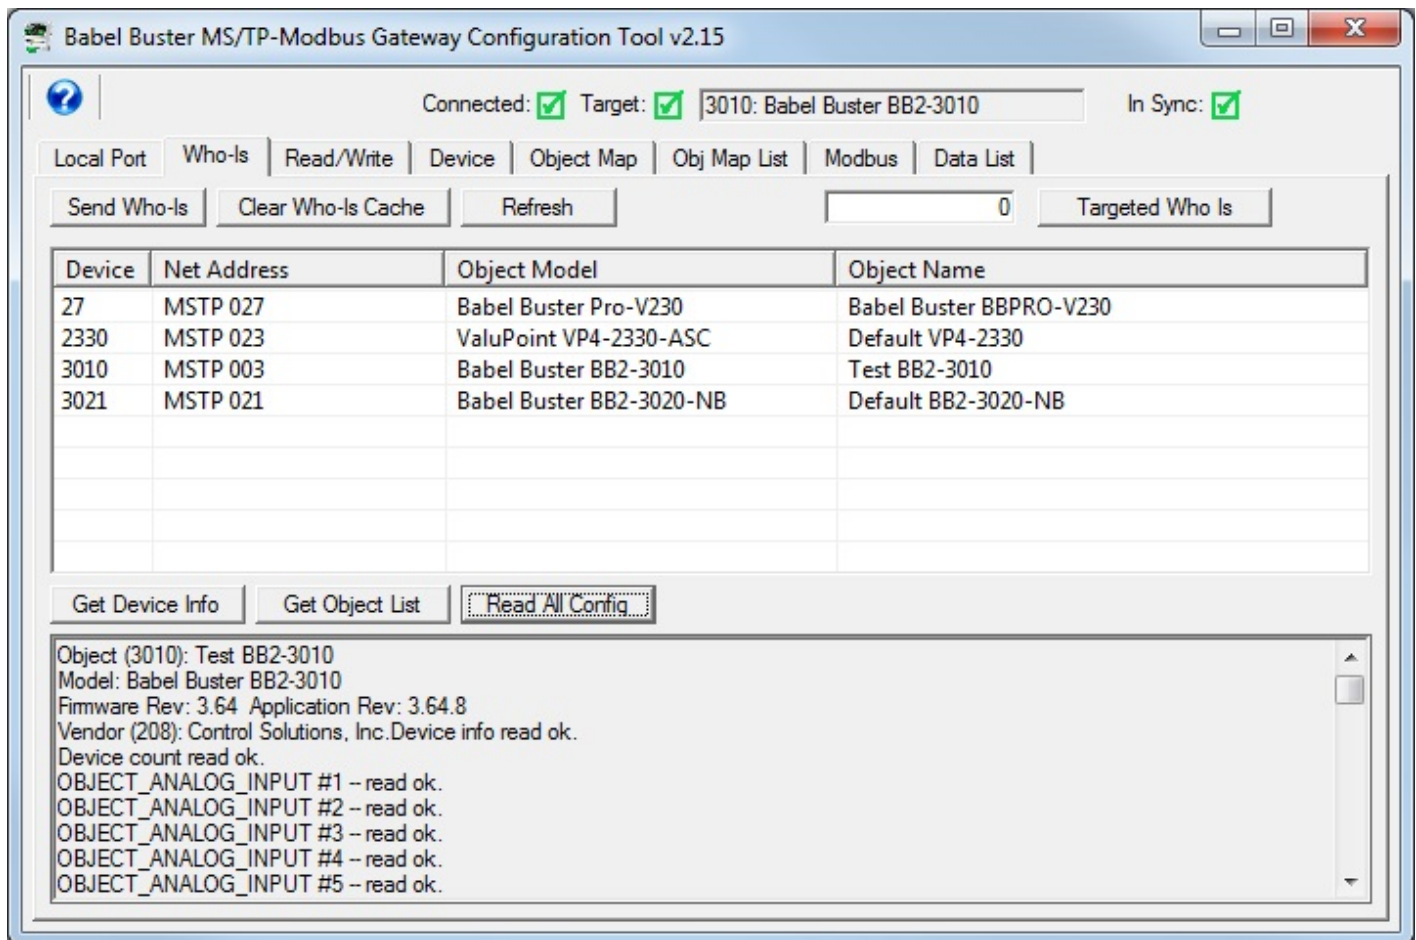 Babel Buster MS/TP-Modbus Gateway Configuration Tool v2.15
Connected: Target: 3010: Babel Buster BB2-3010 In Sync:
Local Port Who-Is Read/Write Device Object Map Obj Map List Modbus Data List
Send Who-Is Clear Who-Is Cache Refresh 0 Targeted Who Is
Device Net Address Object Model Object Name
27 MSTP 027 Babel Buster Pro-V230 Babel Buster BBPRO-V230
2330 MSTP 023 ValuPoint VP4-2330-ASC Default VP4-2330
3010 MSTP 003 Babel Buster BB2-3010 Test BB2-3010
3021 MSTP 021 Babel Buster BB2-3020-NB Default BB2-3020-NB
Get Device Info Get Object List Read All Config
Object (3010): Test BB2-3010
Model: Babel Buster BB2-3010
Firmware Rev: 3.64 Application Rev: 3.64.8
Vendor (208): Control Solutions, Inc.Device info read ok.
Device count read ok.
OBJECT_ANALOG_INPUT #1 -- read ok.
OBJECT_ANALOG_INPUT #2 -- read ok.
OBJECT_ANALOG_INPUT #3 -- read ok.
OBJECT_ANALOG_INPUT #4 -- read ok.
OBJECT_ANALOG_INPUT #5 -- read ok.